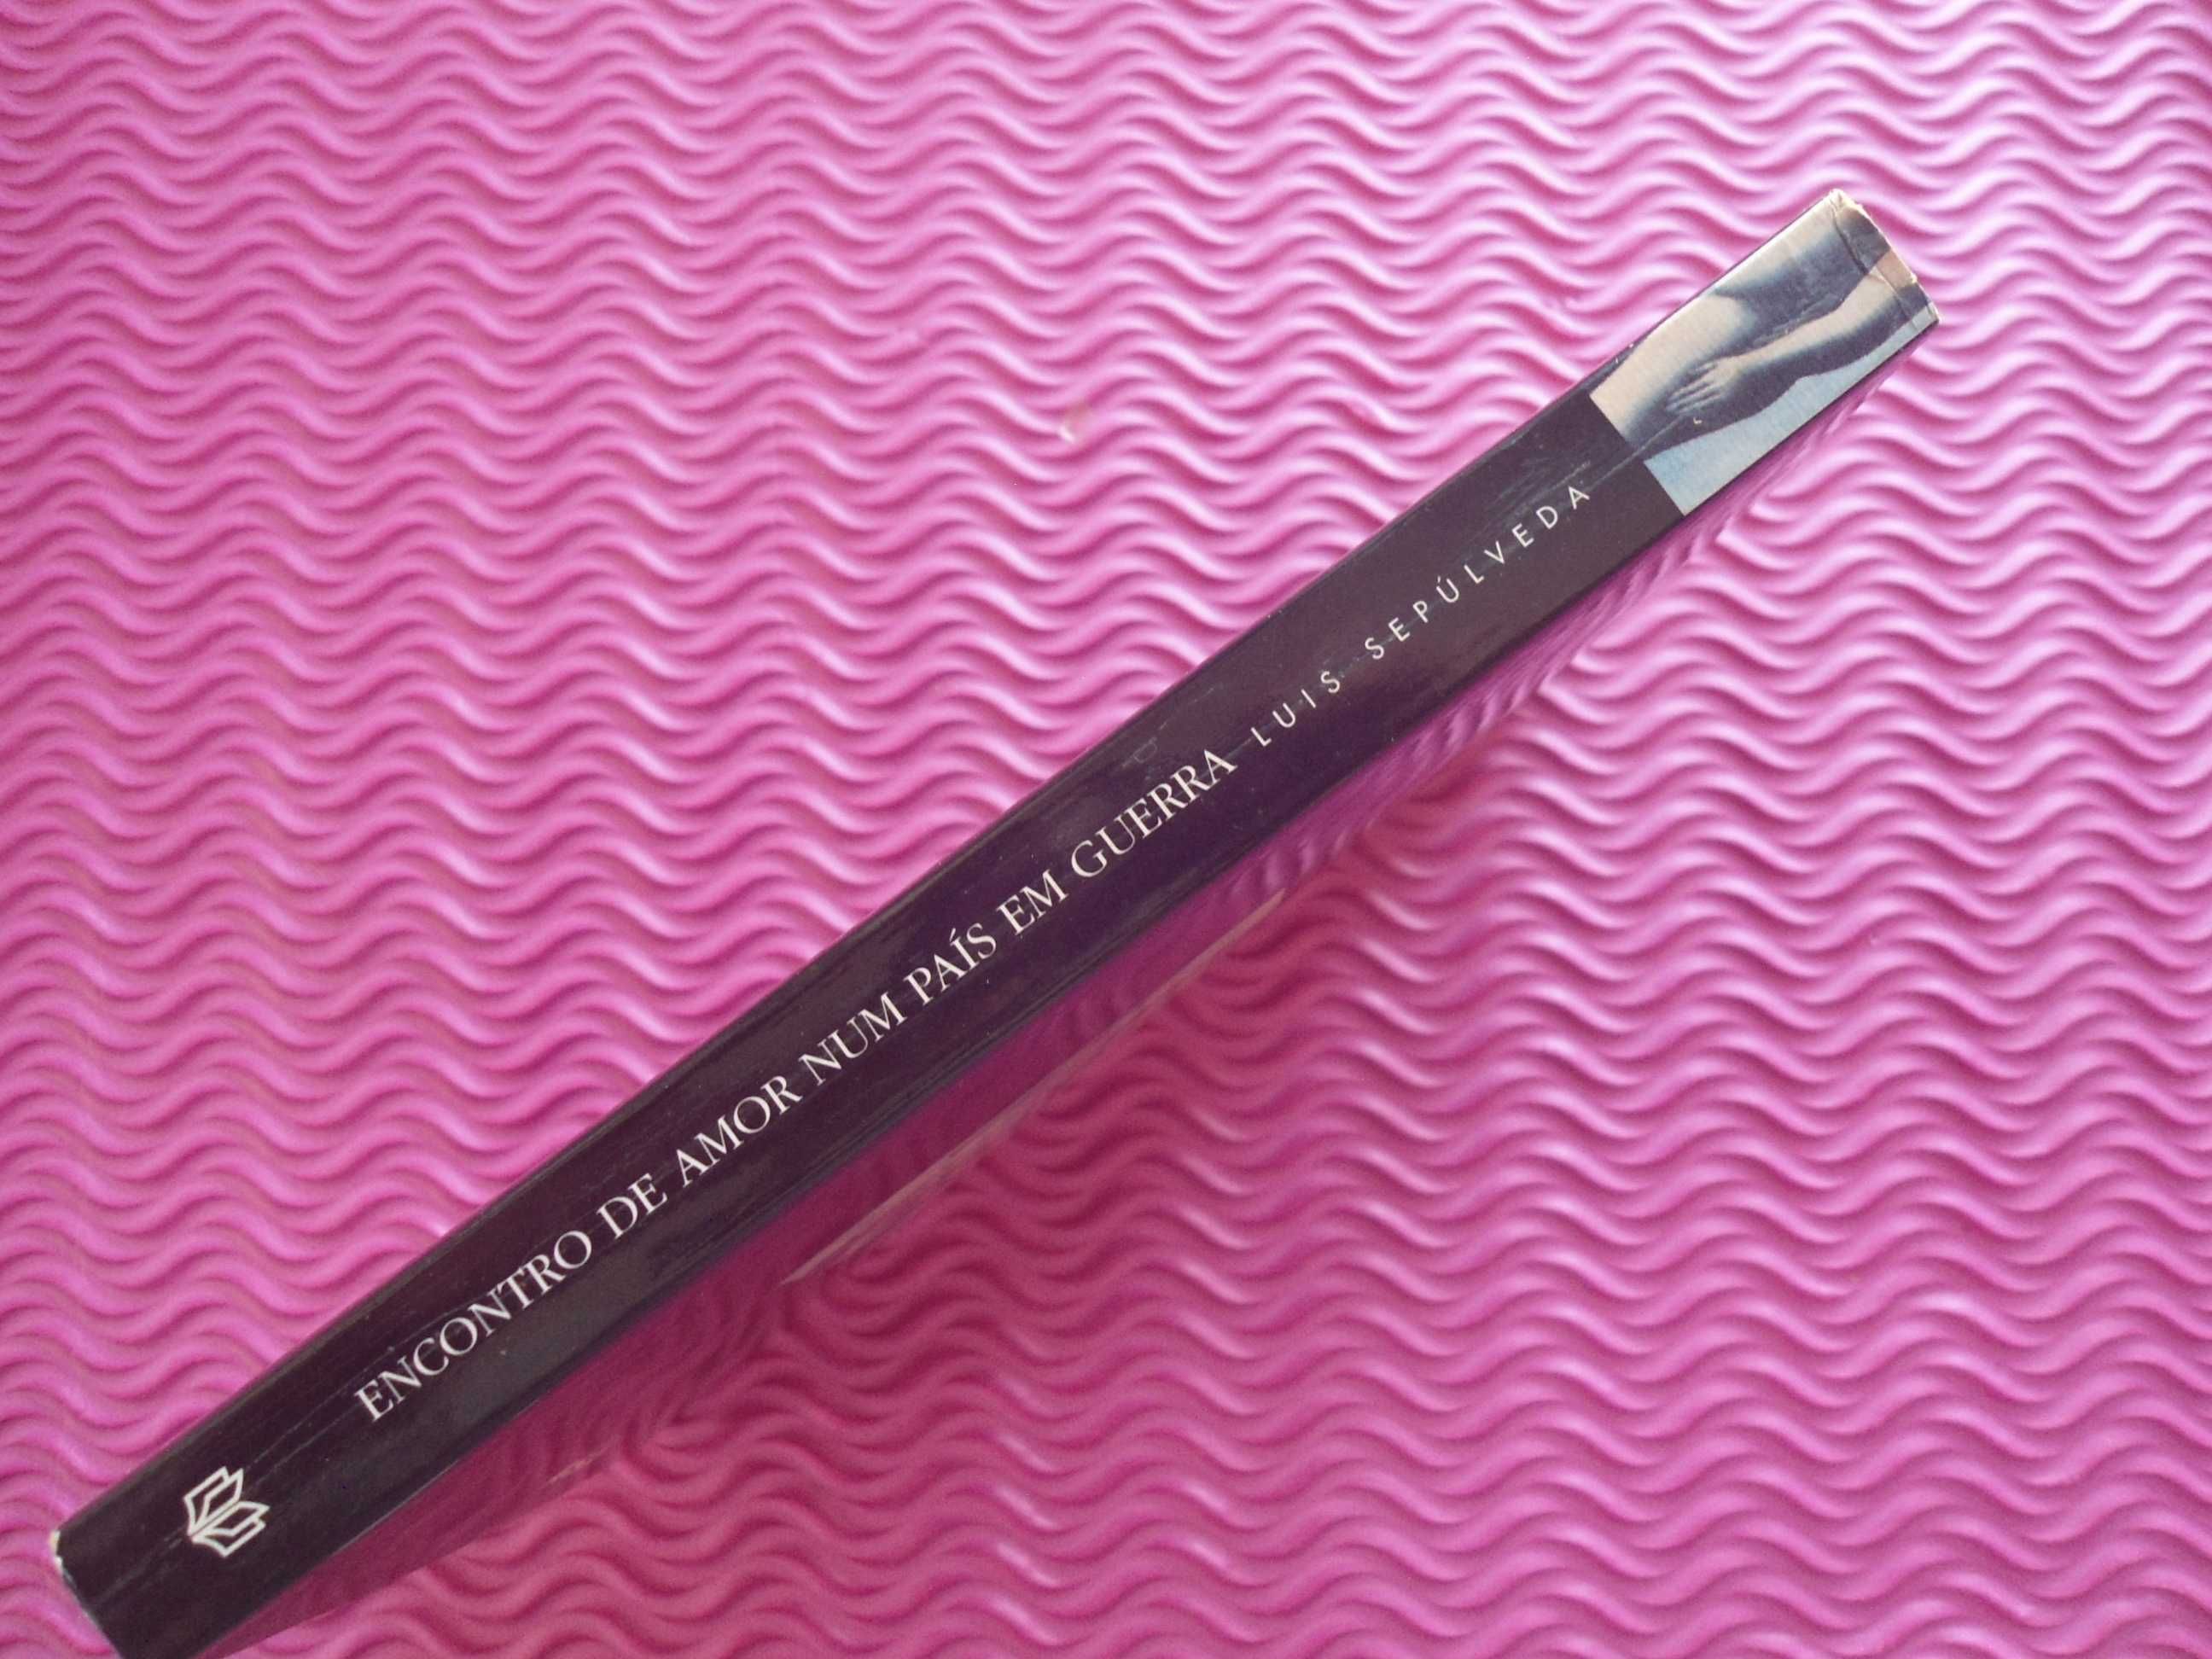 ENCONTRO DE AMOR NUM PAÍS EM GUERRA LUIS SEPÚLVEDA